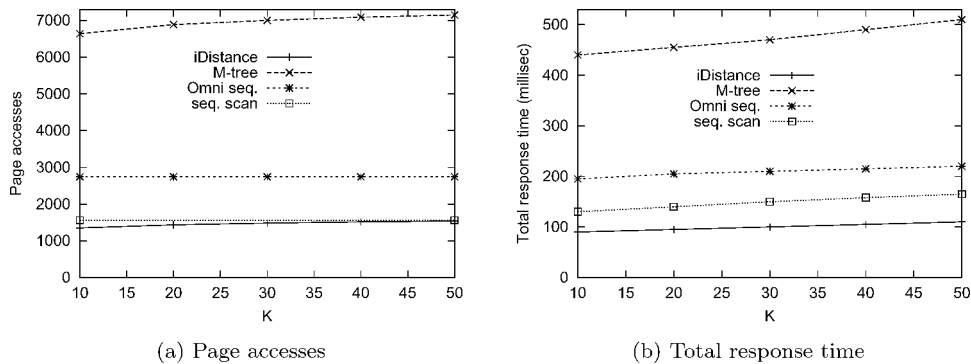 7000
6000
5000
4000
3000
2000
1000
0
Page accesses
iDistance
M-tree
Omni seq.
seq. scan
10 15 20 25 30 35 40 45 50
K
(a) Page accesses
500
400
300
200
100
0
Total response time (millisec)
iDistance
M-tree
Omni seq.
seq. scan
10 15 20 25 30 35 40 45 50
K
(b) Total response time